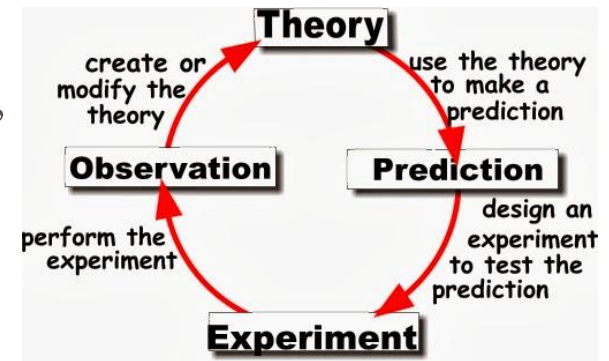 Theory
use the theory
to make a
prediction
Prediction
design an
experiment
to test the
prediction
Experiment
perform the
experiment
Observation
create or
modify the
theory